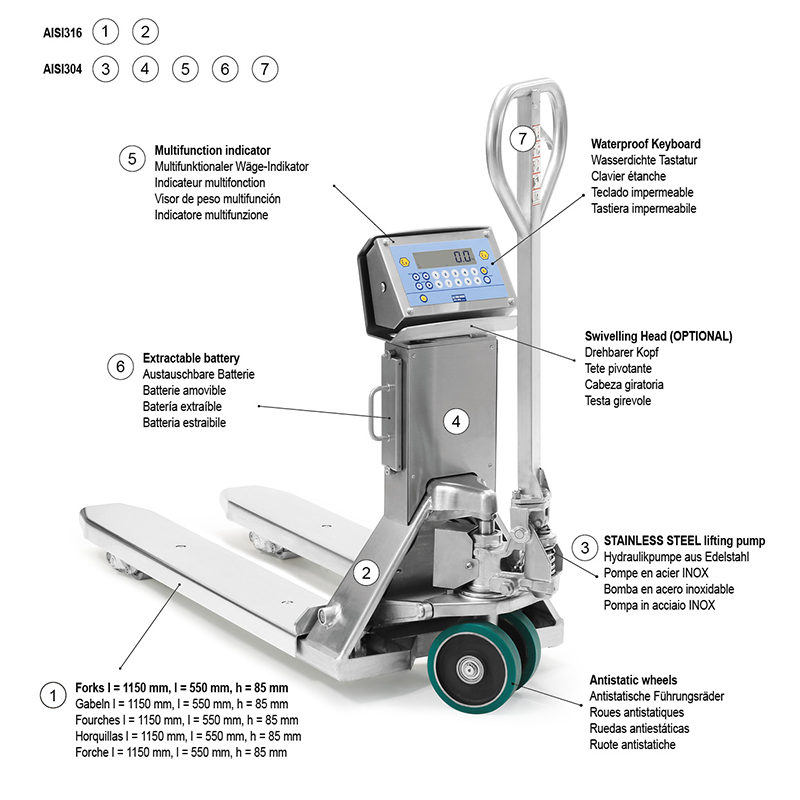 AISI316 1 2
AISI304 3 4 5 6 7
5 Multifunction indicator
Multifunktionaler Wäge-Indikator
Indicateur multifonction
Visor de peso multifunción
Indicatore multifunzione
7
Waterproof Keyboard
Wasserdichte Tastatur
Clavier étanche
Teclado impermeable
Tastiera impermeabile
0.0
Swivelling Head (OPTIONAL)
Drehbarer Kopf
Tete pivotante
Cabeza giratoria
Testa girevole
6 Extractable battery
Austauschbare Batterie
Batterie amovible
Batería extraíble
Batteria estraibile
4
3 STAINLESS STEEL lifting pump
Hydraulikpumpe aus Edelstahl
Pompe en acier INOX
Bomba en acero inoxidable
Pompa in acciaio INOX
2
1 Forks l = 1150 mm, l = 550 mm, h = 85 mm
Gabeln l = 1150 mm, l = 550 mm, h = 85 mm
Fourches l = 1150 mm, l = 550 mm, h = 85 mm
Horquillas l = 1150 mm, l = 550 mm, h = 85 mm
Forche l = 1150 mm, l = 550 mm, h = 85 mm
Antistatic wheels
Antistatische Führungsräder
Roues antistatiques
Ruedas antiestáticas
Ruote antistatiche